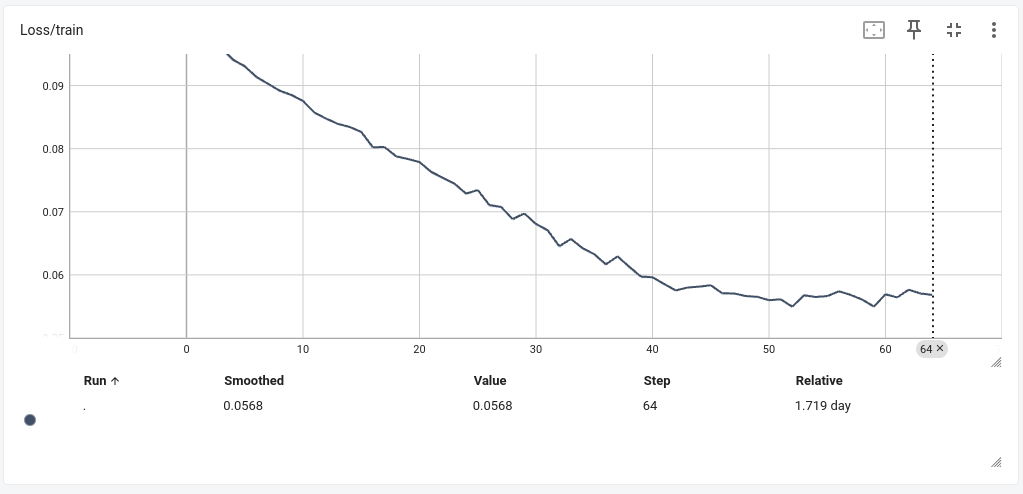 Loss/train
0.09
0.08
0.07
0.06
0 10 20 30 40 50 60 64 ✕
Run ↑ Smoothed Value Step Relative
. 0.0568 0.0568 64 1.719 day